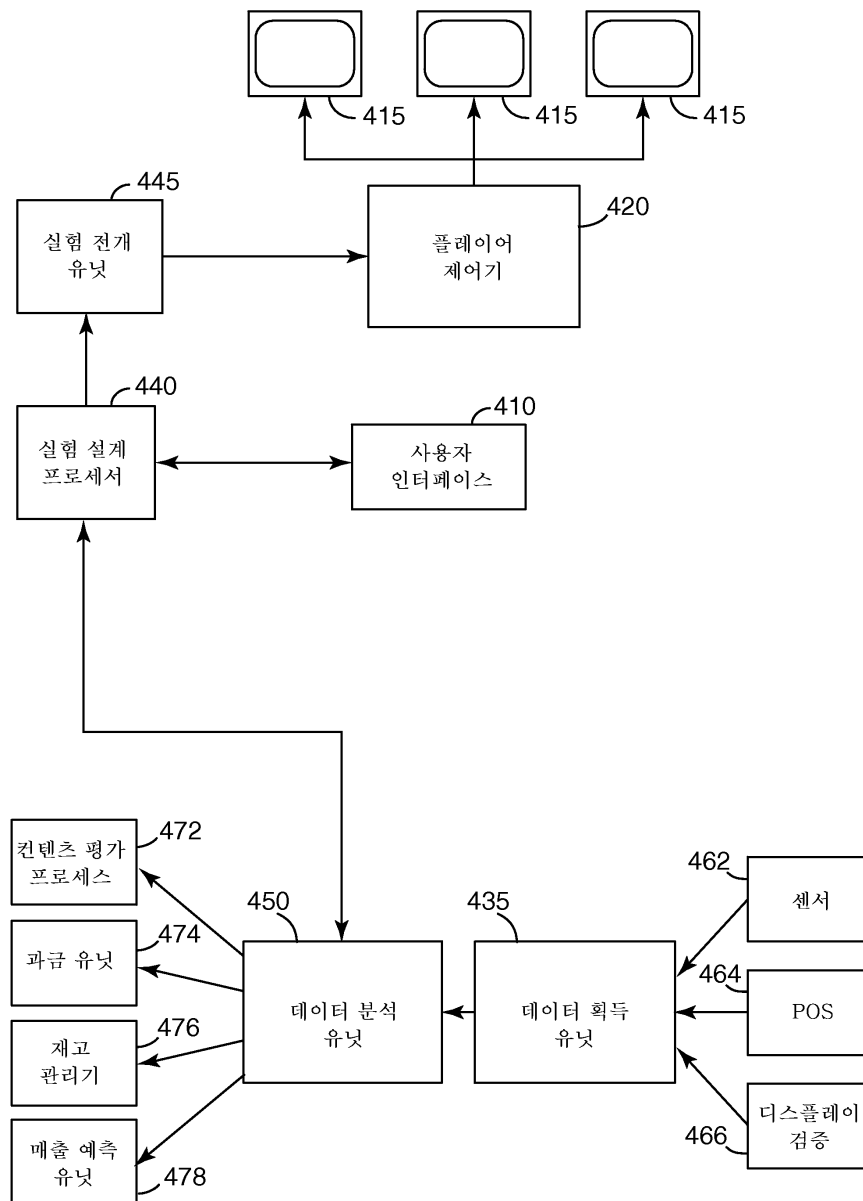 415
415
415
445
420
실험 전개
유닛
플레이어
제어기
440
410
실험 설계
프로세서
사용자
인터페이스
472
컨텐츠 평가
프로세스
462
센서
450
435
474
과금 유닛
464
POS
데이터 분석
유닛
데이터 획득
유닛
476
재고
관리기
디스플레이
검증
466
매출 예측
유닛
478